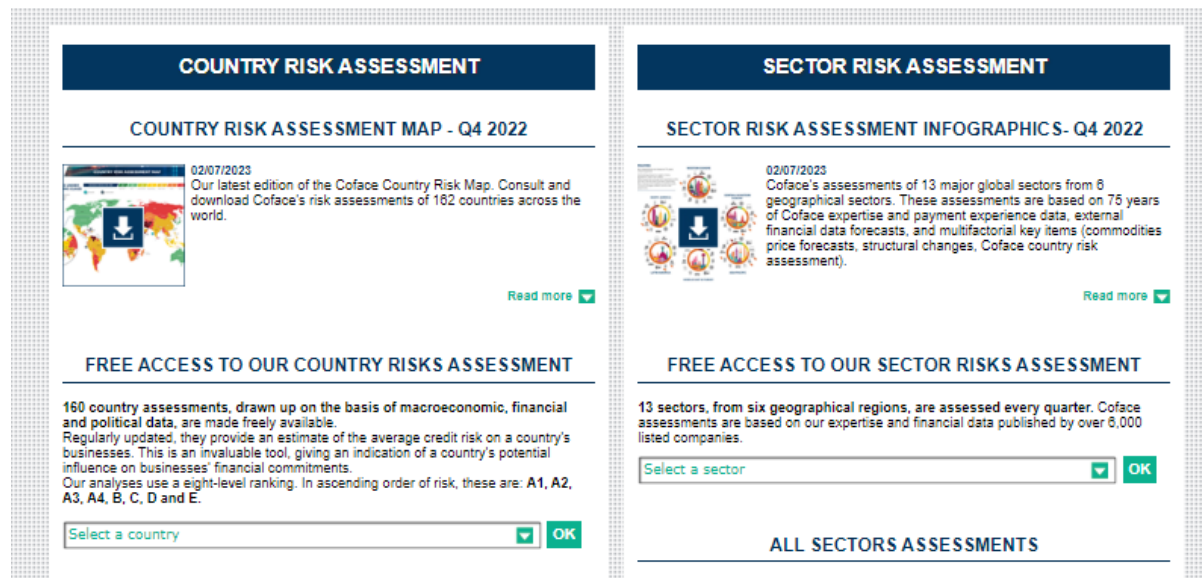 COUNTRY RISK ASSESSMENT
COUNTRY RISK ASSESSMENT MAP - Q4 2022
COUNTRY RISK ASSESSMENT MAP
02/07/2023
Our latest edition of the Coface Country Risk Map. Consult and
download Coface's risk assessments of 162 countries across the
world.
Read more
FREE ACCESS TO OUR COUNTRY RISKS ASSESSMENT
160 country assessments, drawn up on the basis of macroeconomic, financial
and political data, are made freely available.
Regularly updated, they provide an estimate of the average credit risk on a country's
businesses. This is an invaluable tool, giving an indication of a country's potential
influence on businesses' financial commitments.
Our analyses use a eight-level ranking. In ascending order of risk, these are: A1, A2,
A3, A4, B, C, D and E.
Select a country
OK
SECTOR RISK ASSESSMENT
SECTOR RISK ASSESSMENT INFOGRAPHICS- Q4 2022
02/07/2023
Coface's assessments of 13 major global sectors from 6
geographical sectors. These assessments are based on 75 years
of Coface expertise and payment experience data, external
financial data forecasts, and multifactorial key items (commodities
price forecasts, structural changes, Coface country risk
assessment).
Read more
FREE ACCESS TO OUR SECTOR RISKS ASSESSMENT
13 sectors, from six geographical regions, are assessed every quarter. Coface
assessments are based on our expertise and financial data published by over 6,000
listed companies.
Select a sector
OK
ALL SECTORS ASSESSMENTS